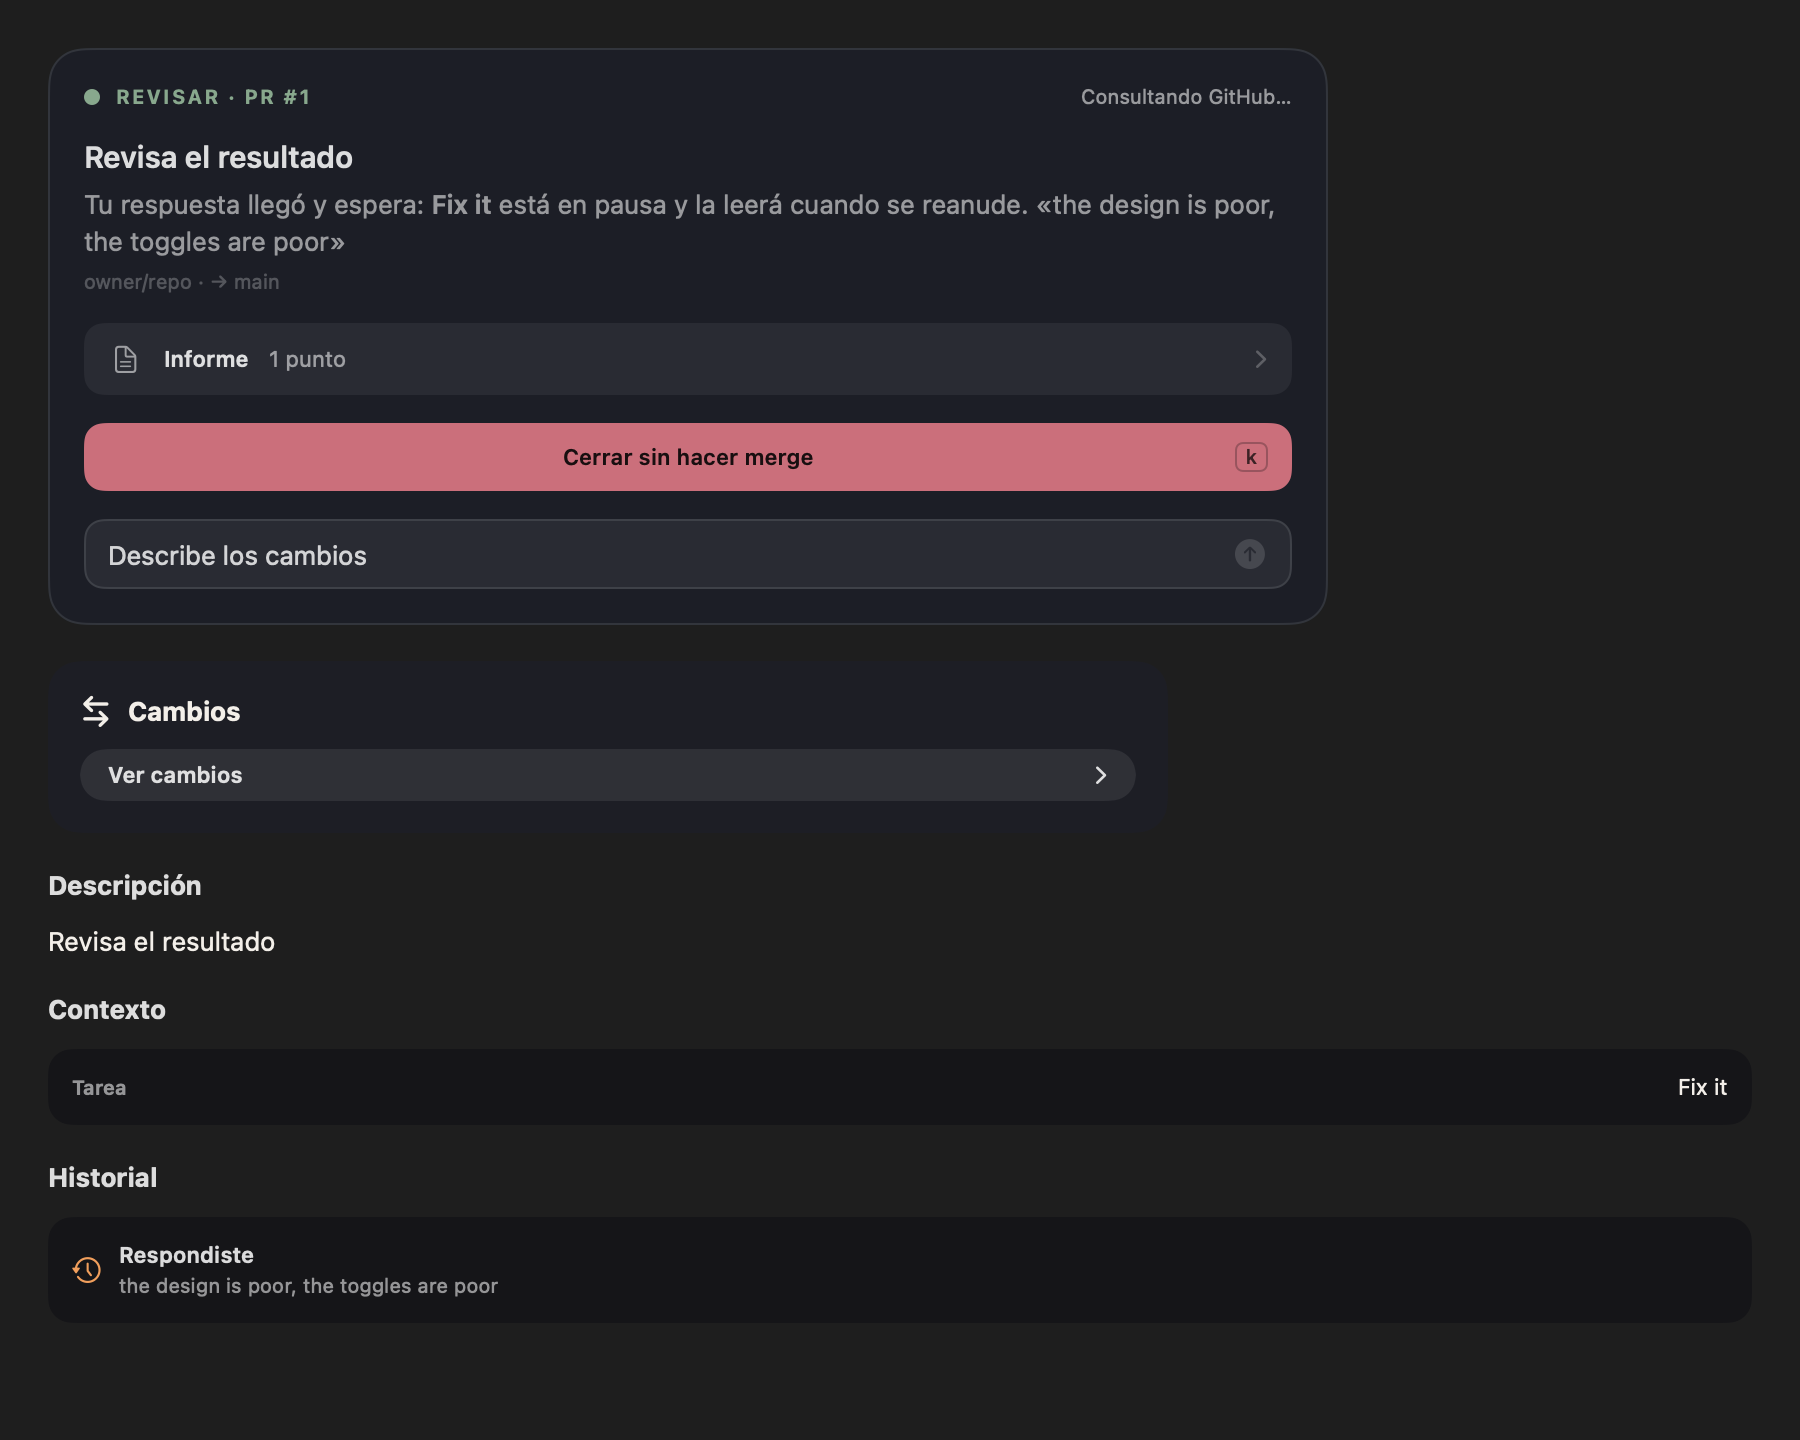 REVISAR · PR #1
Consultando GitHub...
Revisa el resultado
Tu respuesta llegó y espera: Fix it está en pausa y la leerá cuando se reanude. «the design is poor,
the toggles are poor»
owner/repo · → main
Informe 1 punto
Cerrar sin hacer merge
k
Describe los cambios
Cambios
Ver cambios
Descripción
Revisa el resultado
Contexto
Tarea
Fix it
Historial
Respondiste
the design is poor, the toggles are poor